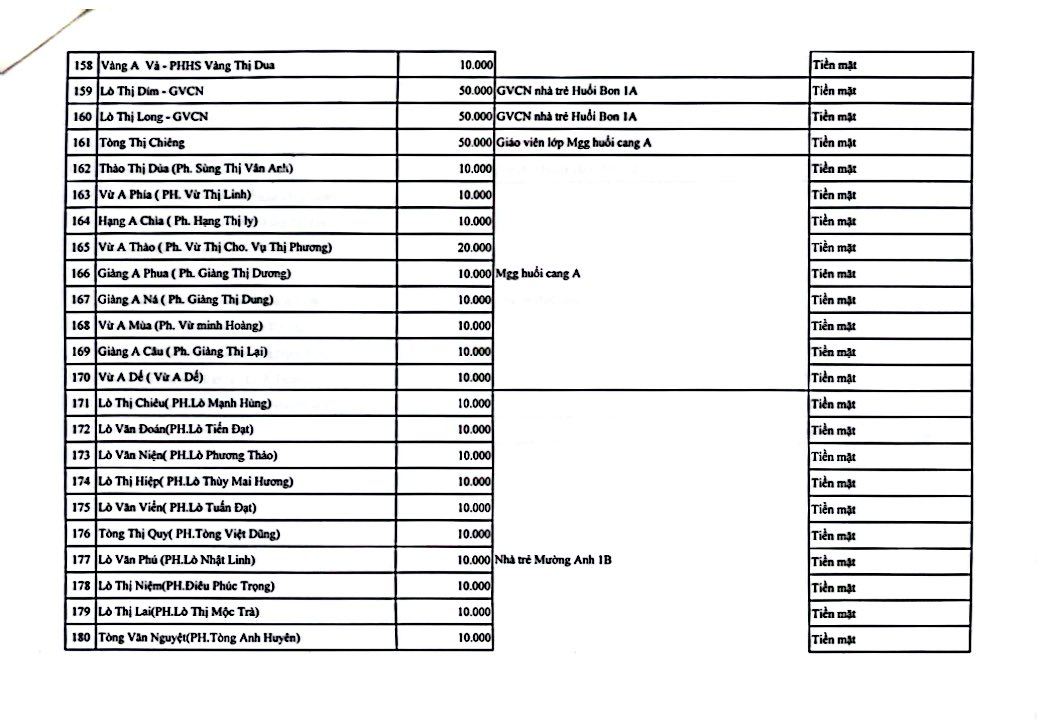 158 Vàng A Và - PHHS Vàng Thị Dua 10.000 Tiền mặt
159 Lò Thị Dím - GVCN 50.000 GVCN nhà trẻ Huổi Bon 1A Tiền mặt
160 Lò Thị Long - GVCN 50.000 GVCN nhà trẻ Huổi Bon 1A Tiền mặt
161 Tòng Thị Chiêng 50.000 Giáo viên lớp Mgg huổi cang A Tiền mặt
162 Thào Thị Dủa (Ph. Sùng Thị Vân Anh) 10.000 Tiền mặt
163 Vừ A Phía ( PH. Vừ Thị Linh) 10.000 Tiền mặt
164 Hạng A Chìa ( Ph. Hạng Thị ly) 10.000 Tiền mặt
165 Vừ A Thào ( Ph. Vừ Thị Cho. Vụ Thị Phương) 20.000 Tiền mặt
166 Giàng A Phua ( Ph. Giàng Thị Dương) 10.000 Mgg huổi cang A Tiền mặt
167 Giàng A Ná ( Ph. Giàng Thị Dung) 10.000 Tiền mặt
168 Vừ A Mùa (Ph. Vừ minh Hoàng) 10.000 Tiền mặt
169 Giàng A Câu ( Ph. Giàng Thị Lại) 10.000 Tiền mặt
170 Vừ A Dế ( Vừ A Dế) 10.000 Tiền mặt
171 Lò Thị Chiêu( PH.Lò Mạnh Hùng) 10.000 Tiền mặt
172 Lò Văn Đoán(PH.Lò Tiến Đạt) 10.000 Tiền mặt
173 Lò Văn Niện( PH.Lò Phương Thảo) 10.000 Tiền mặt
174 Lò Thị Hiệp( PH.Lò Thùy Mai Hương) 10.000 Tiền mặt
175 Lò Văn Viển( PH.Lò Tuấn Đạt) 10.000 Tiền mặt
176 Tòng Thị Quy( PH.Tòng Việt Dũng) 10.000 Tiền mặt
177 Lò Văn Phú (PH.Lò Nhật Linh) 10.000 Nhà trẻ Mường Anh 1B Tiền mặt
178 Lò Thị Niệm(PH.Điêu Phúc Trọng) 10.000 Tiền mặt
179 Lò Thị Lai(PH.Lò Thị Mộc Trà) 10.000 Tiền mặt
180 Tòng Văn Nguyệt(PH.Tòng Anh Huyên) 10.000 Tiền mặt